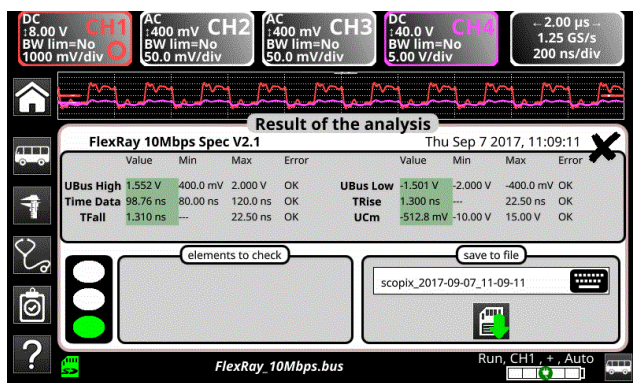 DC
↕8.00 V CH1
BW lim=No
1000 mV/div
AC
↕400 mV CH2
BW lim=No
50.0 mV/div
AC
↕400 mV CH3
BW lim=No
50.0 mV/div
DC
↕40.0 V CH4
BW lim=No
5.00 V/div
←2.00 µs→
1.25 GS/s
200 ns/div
Result of the analysis
FlexRay 10Mbps Spec V2.1 Thu Sep 7 2017, 11:09:11
Value Min Max Error Value Min Max Error
UBus High 1.552 V 400.0 mV 2.000 V OK UBus Low -1.501 V -2.000 V -400.0 mV OK
Time Data 98.76 ns 80.00 ns 120.0 ns OK TRise 1.300 ns --- 22.50 ns OK
TFall 1.310 ns --- 22.50 ns OK UCm -512.8 mV -10.00 V 15.00 V OK
elements to check
save to file
scopix_2017-09-07_11-09-11
?
FlexRay_10Mbps.bus
Run, CH1 , + , Auto